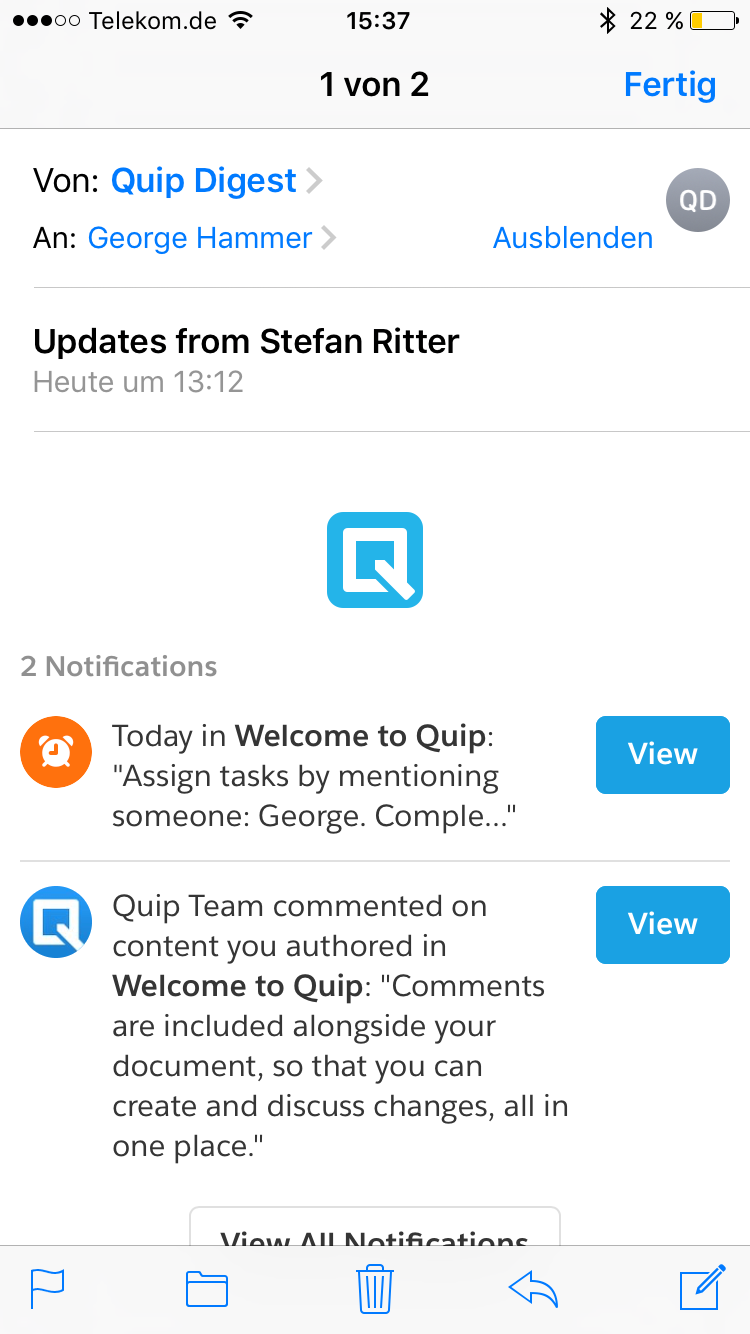 Telekom.de 15:37 22 %
1 von 2 Fertig
Von: Quip Digest
QD
An: George Hammer Ausblenden
Updates from Stefan Ritter
Heute um 13:12
2 Notifications
Today in Welcome to Quip: View
"Assign tasks by mentioning
someone: George. Comple..."
Quip Team commented on View
content you authored in
Welcome to Quip: "Comments
are included alongside your
document, so that you can
create and discuss changes, all in
one place."
View All Notifications